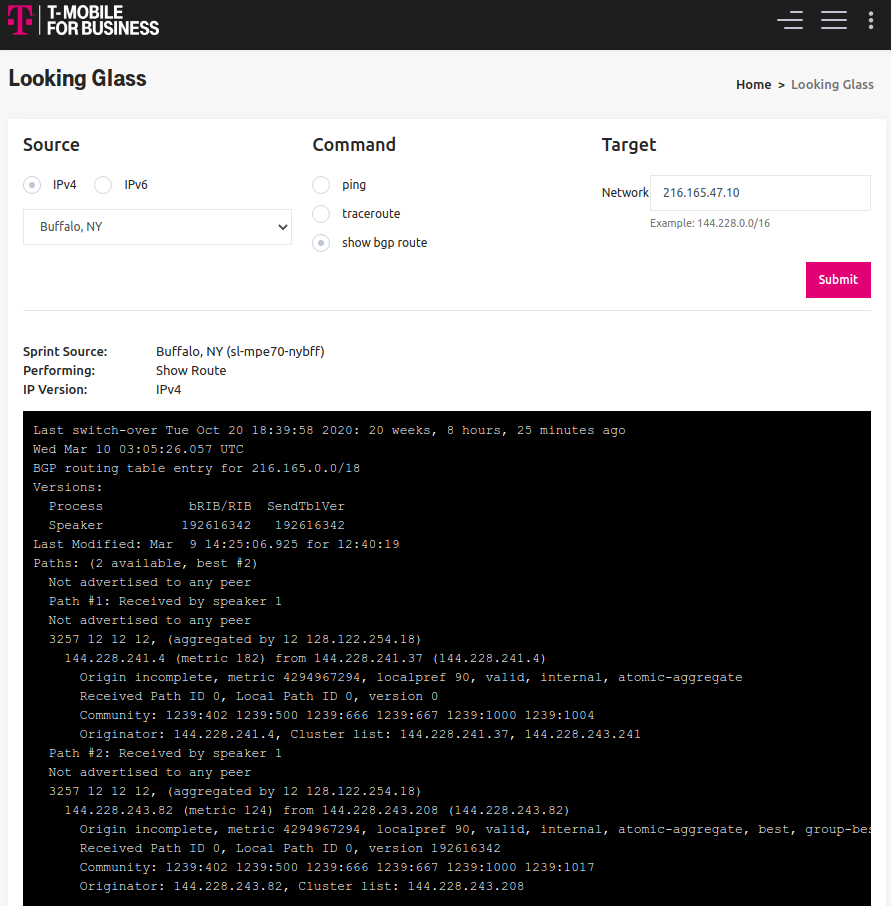 T-MOBILE
FOR BUSINESS
Looking Glass
Home > Looking Glass
Source
IPv4 IPv6
Buffalo, NY
Command
ping
traceroute
show bgp route
Target
Network 216.165.47.10
Example: 144.228.0.0/16
Submit
Sprint Source: Buffalo, NY (sl-mpe70-nybff)
Performing: Show Route
IP Version: IPv4
Last switch-over Tue Oct 20 18:39:58 2020: 20 weeks, 8 hours, 25 minutes ago
Wed Mar 10 03:05:26.057 UTC
BGP routing table entry for 216.165.0.0/18
Versions:
Process bRIB/RIB SendTblVer
Speaker 192616342 192616342
Last Modified: Mar 9 14:25:06.925 for 12:40:19
Paths: (2 available, best #2)
Not advertised to any peer
Path #1: Received by speaker 1
Not advertised to any peer
3257 12 12 12, (aggregated by 12 128.122.254.18)
144.228.241.4 (metric 182) from 144.228.241.37 (144.228.241.4)
Origin incomplete, metric 4294967294, localpref 90, valid, internal, atomic-aggregate
Received Path ID 0, Local Path ID 0, version 0
Community: 1239:402 1239:500 1239:666 1239:667 1239:1000 1239:1004
Originator: 144.228.241.4, Cluster list: 144.228.241.37, 144.228.243.241
Path #2: Received by speaker 1
Not advertised to any peer
3257 12 12 12, (aggregated by 12 128.122.254.18)
144.228.243.82 (metric 124) from 144.228.243.208 (144.228.243.82)
Origin incomplete, metric 4294967294, localpref 90, valid, internal, atomic-aggregate, best, group-bes
Received Path ID 0, Local Path ID 0, version 192616342
Community: 1239:402 1239:500 1239:666 1239:667 1239:1000 1239:1017
Originator: 144.228.243.82, Cluster list: 144.228.243.208